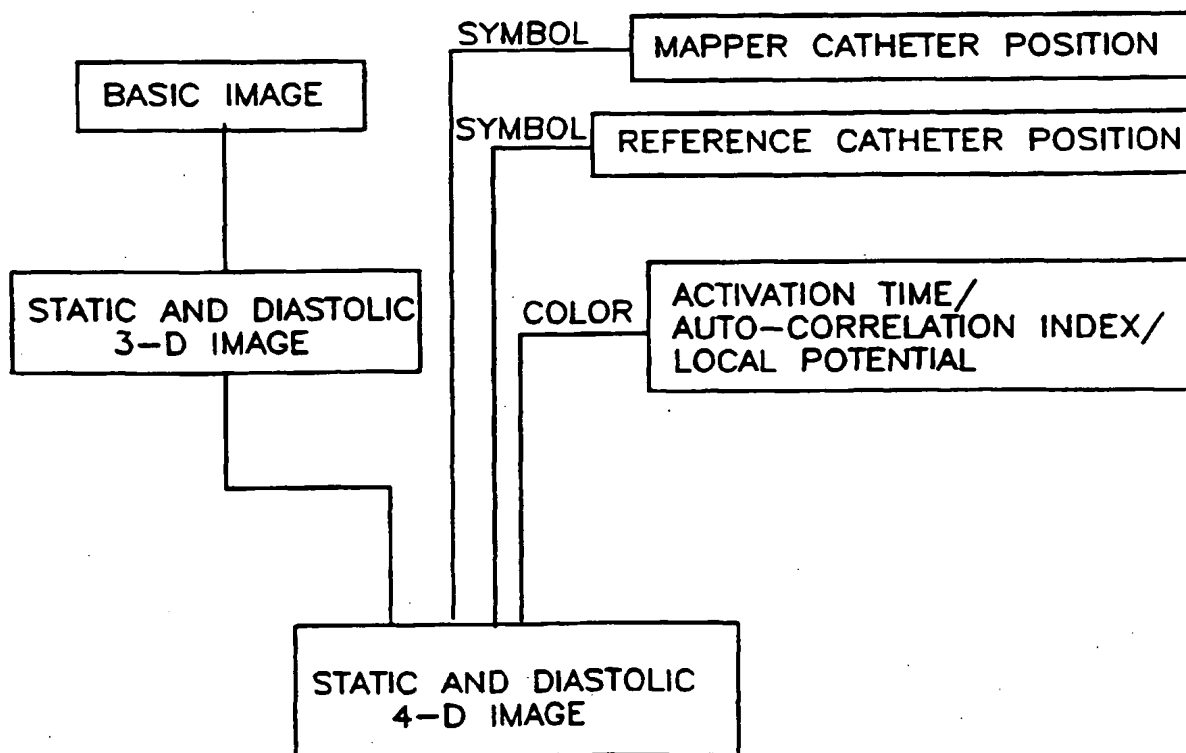 SYMBOL
MAPPER CATHETER POSITION
BASIC IMAGE
SYMBOL
REFERENCE CATHETER POSITION
STATIC AND DIASTOLIC
3-D IMAGE
COLOR
ACTIVATION TIME/
AUTO-CORRELATION INDEX/
LOCAL POTENTIAL
STATIC AND DIASTOLIC
4-D IMAGE